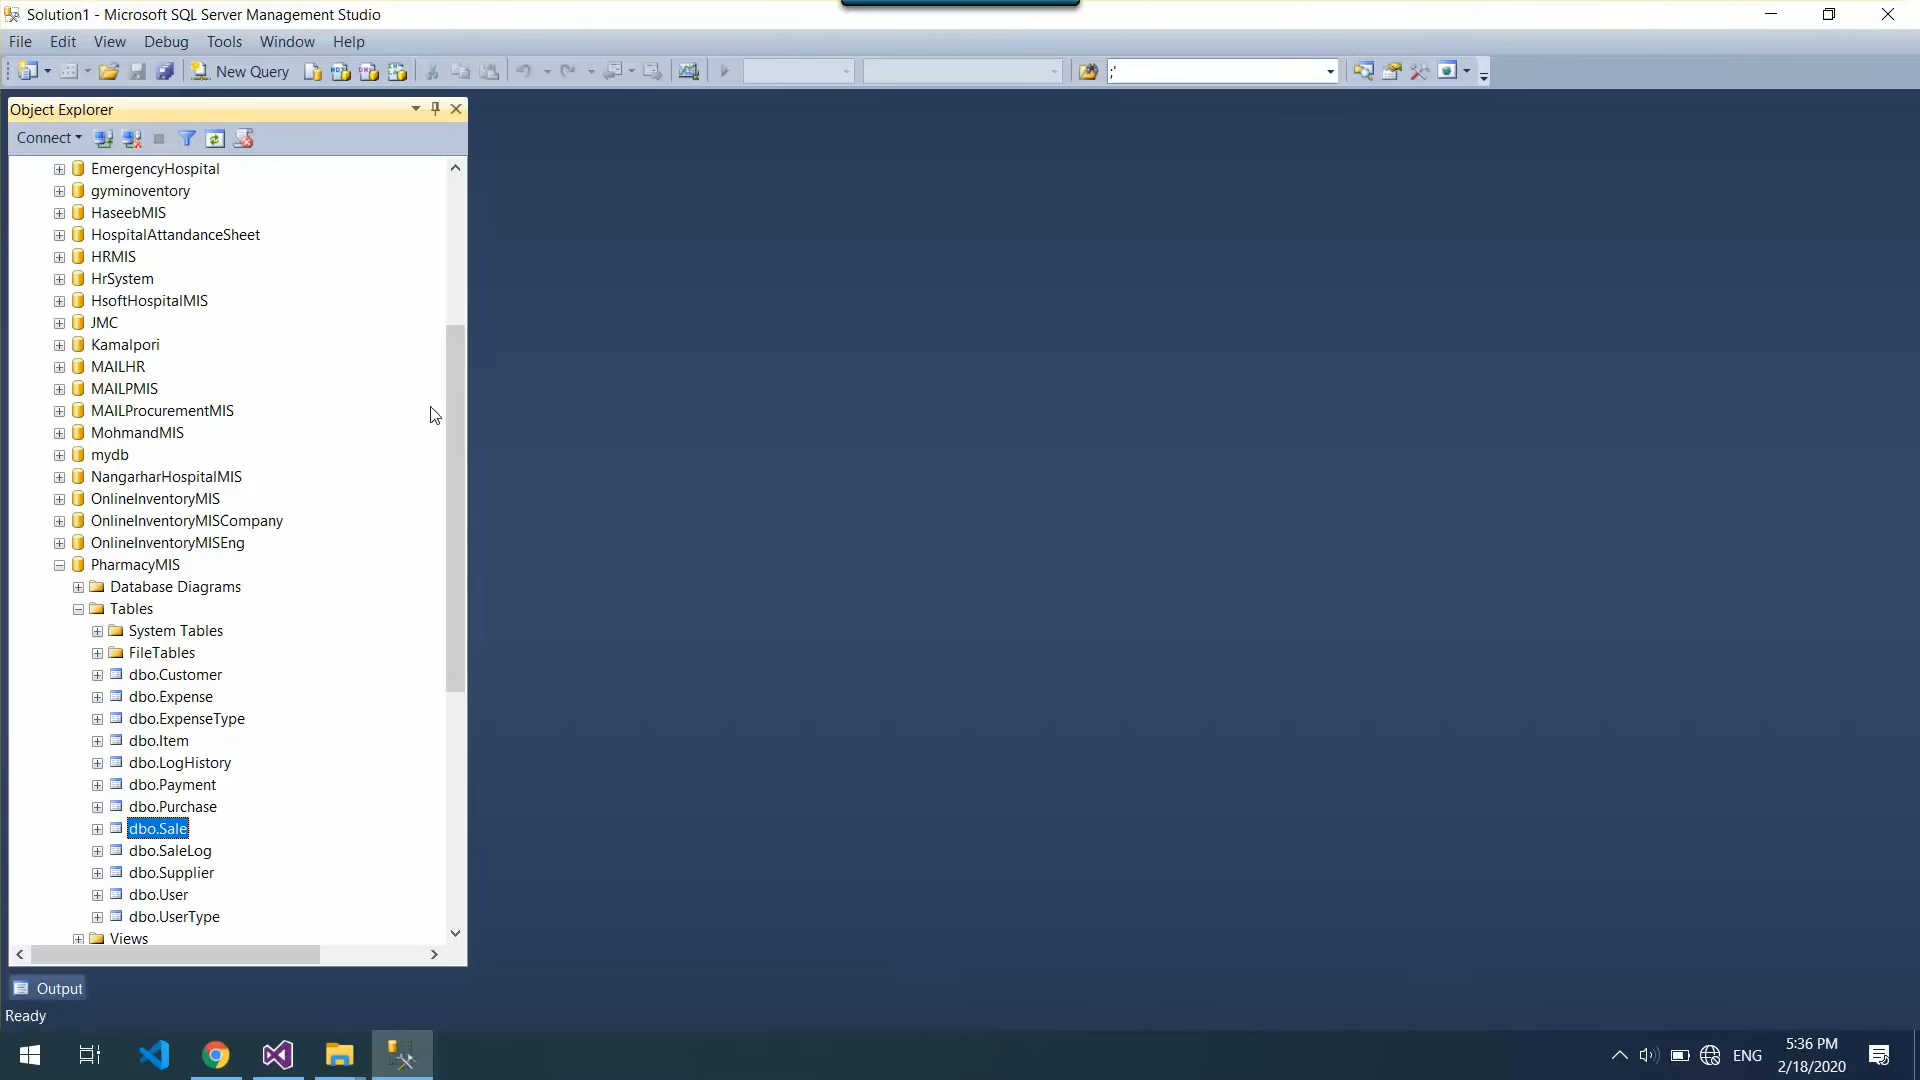 Solution1 - Microsoft SQL Server Management Studio
File Edit View Debug Tools Window Help
New Query
;
Object Explorer
Connect
EmergencyHospital
gyminoventory
HaseebMIS
HospitalAttandanceSheet
HRMIS
HrSystem
HsoftHospitalMIS
JMC
Kamalpori
MAILHR
MAILPMIS
MAILProcurementMIS
MohmandMIS
mydb
NangarharHospitalMIS
OnlineInventoryMIS
OnlineInventoryMISCompany
OnlineInventoryMISEng
PharmacyMIS
Database Diagrams
Tables
System Tables
FileTables
dbo.Customer
dbo.Expense
dbo.ExpenseType
dbo.Item
dbo.LogHistory
dbo.Payment
dbo.Purchase
dbo.Sale
dbo.SaleLog
dbo.Supplier
dbo.User
dbo.UserType
Views
Output
Ready
ENG
5:36 PM
2/18/2020